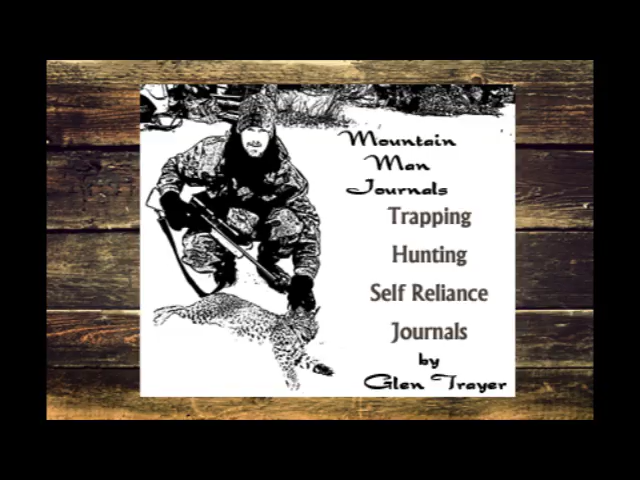 Mountain
Man
Journals
Trapping
Hunting
Self Reliance
Journals
by
Glen Trayer